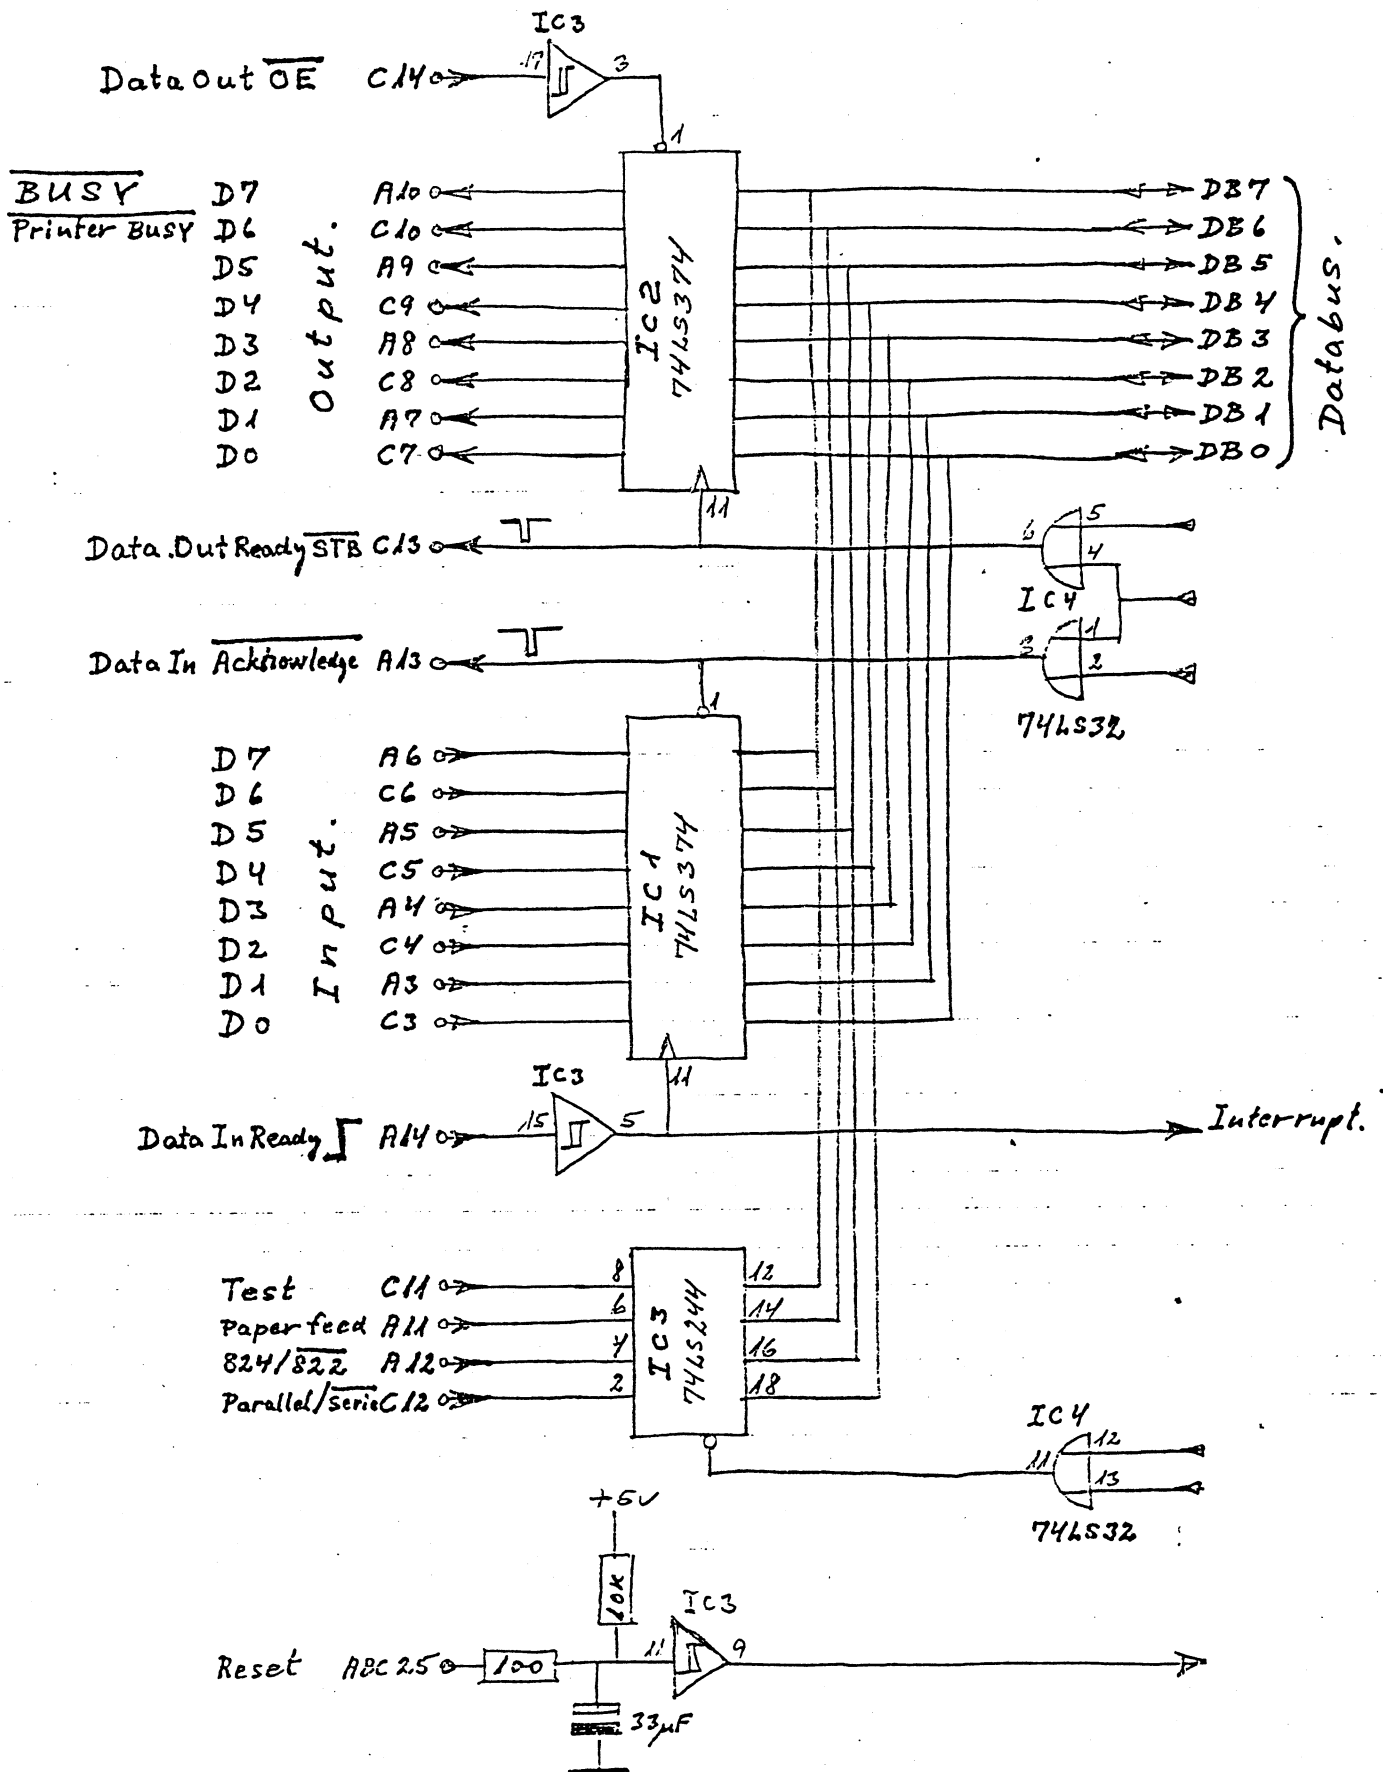 IC3
Data Out OE C14 17 3
1
BUSY D7 A10 DB7
Printer Busy D6 C10 DB6
D5 A9 DB5
D4 C9 DB4
D3 A8 DB3
D2 C8 DB2
D1 A7 DB1
D0 C7 DB0
Output.
IC2
74LS374
Databus.
11
Data Out Ready STB C13 6 5
4
IC4
Data In Acknowledge A13 3 1
2
74LS32
1
D7 A6
D6 C6
D5 A5
D4 C5
D3 A4
D2 C4
D1 A3
D0 C3
Input.
IC1
74LS374
11
IC3
Data In Ready A14 15 5 Interrupt.
Test C11 8 12
Paper feed A11 6 14
824/822 A12 16
Parallel/Serie C12 2 18
IC3
74LS244
IC4
11 12
13
74LS32
+5V
10K
IC3
Reset ABC25 100 11 9
33µF